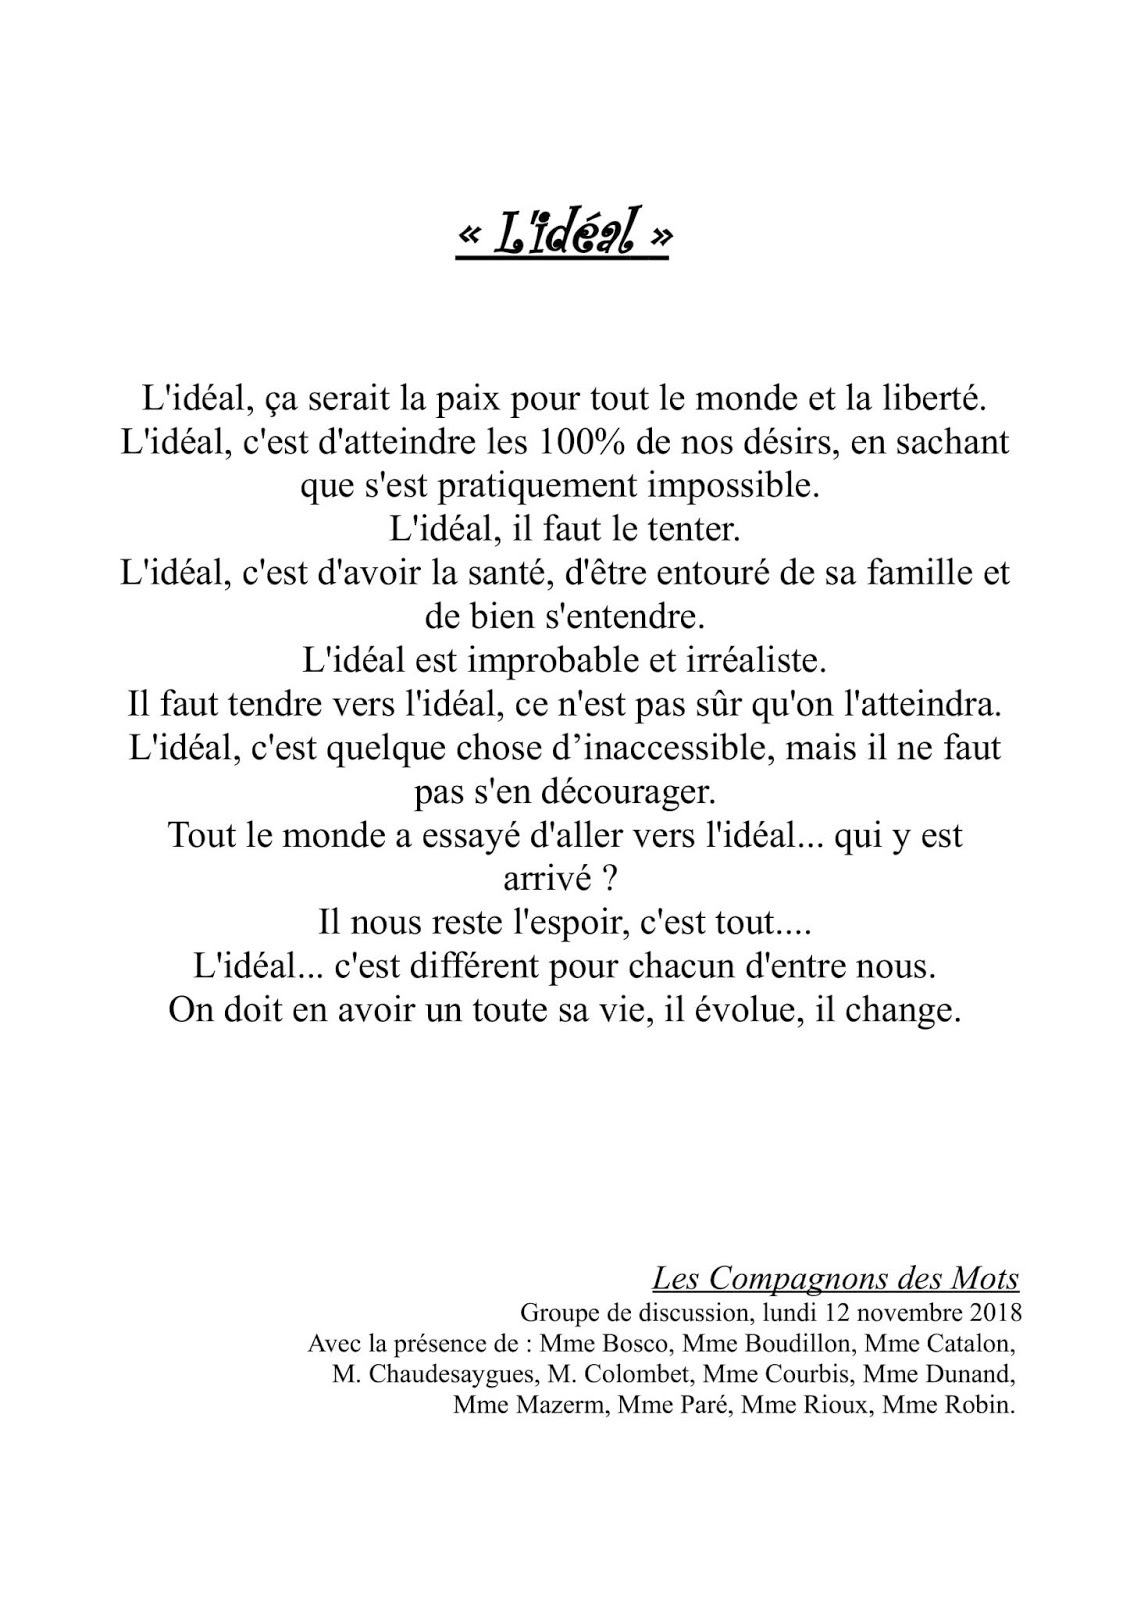 « L'idéal »
L'idéal, ça serait la paix pour tout le monde et la liberté.
L'idéal, c'est d'atteindre les 100% de nos désirs, en sachant
que s'est pratiquement impossible.
L'idéal, il faut le tenter.
L'idéal, c'est d'avoir la santé, d'être entouré de sa famille et
de bien s'entendre.
L'idéal est improbable et irréaliste.
Il faut tendre vers l'idéal, ce n'est pas sûr qu'on l'atteindra.
L'idéal, c'est quelque chose d’inaccessible, mais il ne faut
pas s'en décourager.
Tout le monde a essayé d'aller vers l'idéal... qui y est
arrivé ?
Il nous reste l'espoir, c'est tout....
L'idéal... c'est différent pour chacun d'entre nous.
On doit en avoir un toute sa vie, il évolue, il change.
Les Compagnons des Mots
Groupe de discussion, lundi 12 novembre 2018
Avec la présence de : Mme Bosco, Mme Boudillon, Mme Catalon,
M. Chaudesaygues, M. Colombet, Mme Courbis, Mme Dunand,
Mme Mazerm, Mme Paré, Mme Rioux, Mme Robin.